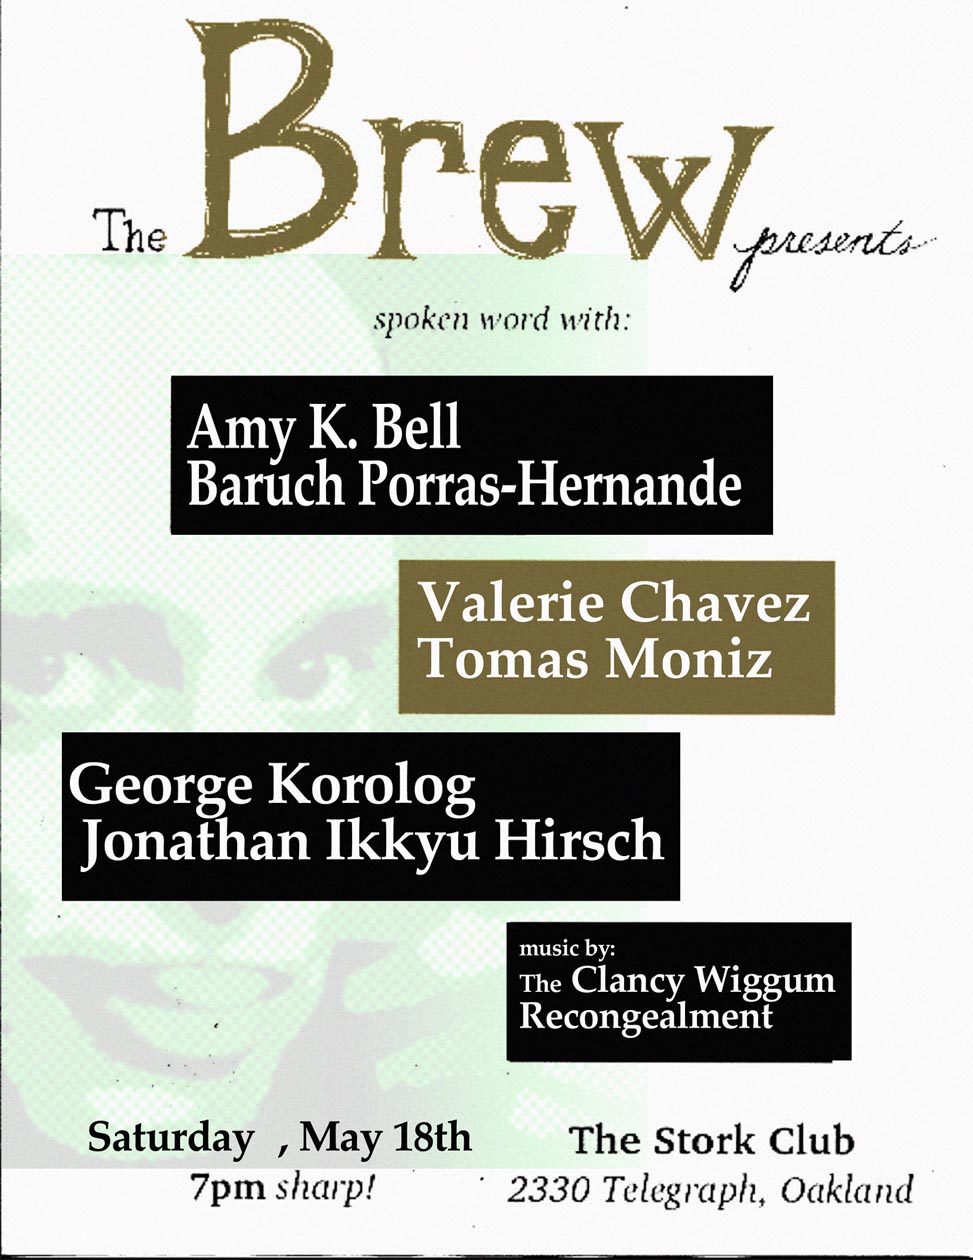 The Brew presents
spoken word with:
Amy K. Bell
Baruch Porras-Hernande
Valerie Chavez
Tomas Moniz
George Korolog
Jonathan Ikkyu Hirsch
music by:
The Clancy Wiggum
Recongealment
Saturday , May 18th
7pm sharp!
The Stork Club
2330 Telegraph, Oakland